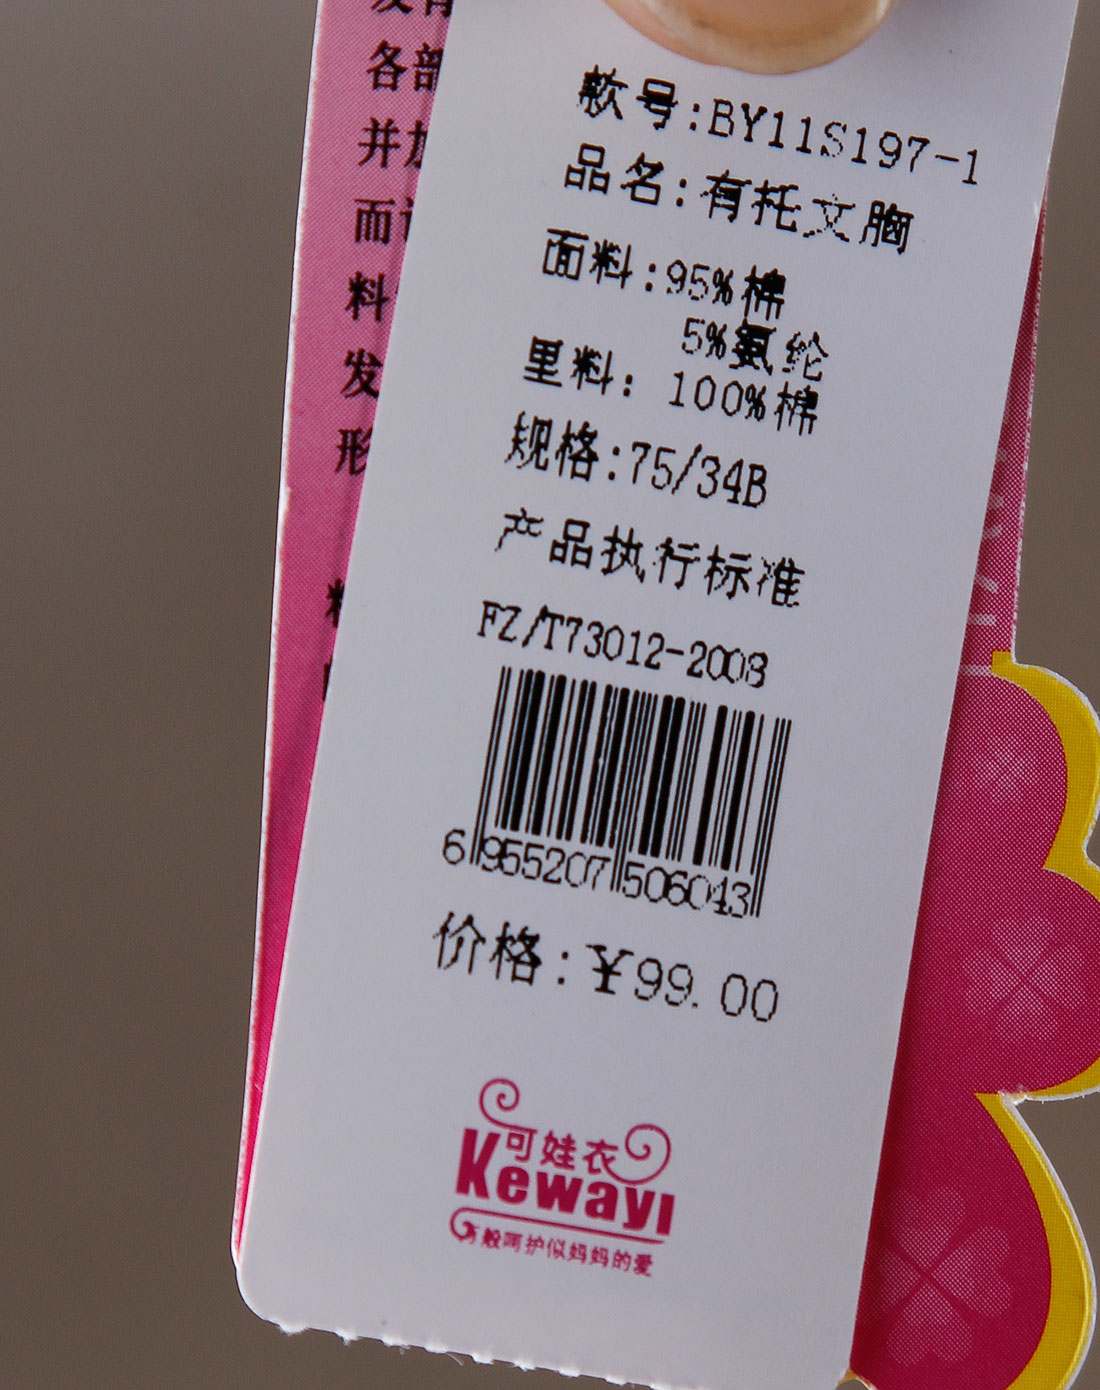 各部
并加
而
料
发
形
款号:BY11S197-1
品名:有托文胸
面料:95%棉
5%氨纶
里料:100%棉
规格:75/34B
产品执行标准
FZ/T73012-2008
6 955207 506043
价格:¥99.00
可娃衣
Kewayi
万般呵护似妈妈的爱